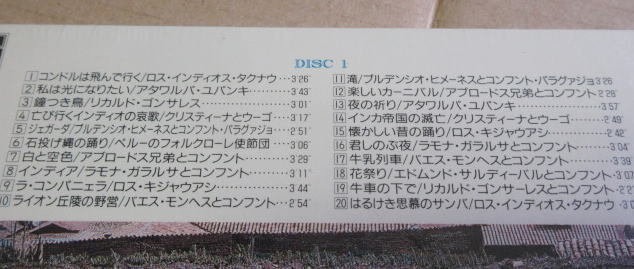 DISC 1
1 コンドルは飛んで行く/ロス・インディオス・タクナウ…3′26″
2 私は光になりたい/アタワルパ・ユパンキ…3′43″
3 鐘つき鳥/リカルド・ゴンサレス…3′01″
4 亡び行くインディオの哀歌/クリスティーナとウーゴ…3′17″
5 ジェガーダ/プルデンシオ・ヒメーネスとコンフント・パラグァジョ…2′51″
6 石投げ縄の踊り/ペルーのフォルクローレ使節団…3′06″
7 白と空色/アブロードス兄弟とコンフント…3′29″
8 インディア/ラモナ・ガラルサとコンフント…3′11″
9 ラ・コンパニェラ/ロス・キジャウアシ…3′44″
10 ライオン丘陵の野営/バエス・モンヘスとコンフント…2′54″
11 滝/プルデンシオ・ヒメーネスとコンフント・パラグァジョ 3′26
12 楽しいカーニバル/アブロードス兄弟とコンフント…2′28″
13 夜の祈り/アタワルパ・ユパンキ…3′57″
14 インカ帝国の滅亡/クリスティーナとウーゴ…2′49″
15 懐かしい昔の踊り/ロス・キジャウアシ…2′42″
16 君しのぶ夜/ラモナ・ガラルサとコンフント…3′04″
17 牛乳列車/バエス・モンヘスとコンフント…3′39
18 花祭り/エドムンド・サルディーバルとコンフント…3′0
19 牛車の下で/リカルド・ゴンサーレスとコンフント…2′2
20 はるけき思慕のサンバ/ロス・インディオス・タクナウ…3′0